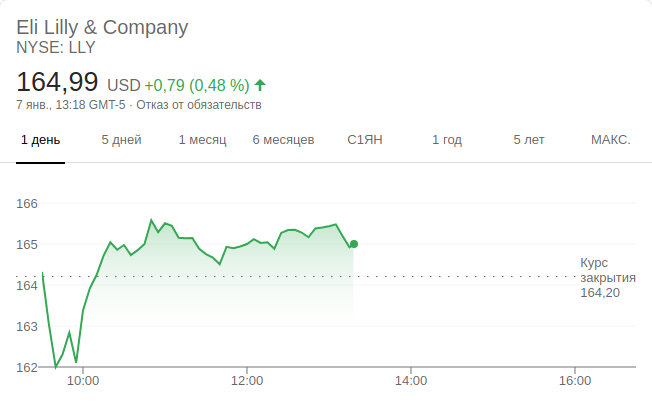 Eli Lilly & Company
NYSE: LLY
164,99 USD +0,79 (0,48 %)
7 янв., 13:18 GMT-5 · Отказ от обязательств
1 день 5 дней 1 месяц 6 месяцев С1ЯН 1 год 5 лет МАКС.
166
165
Курс
закрытия
164,20
164
163
162
10:00 12:00 14:00 16:00